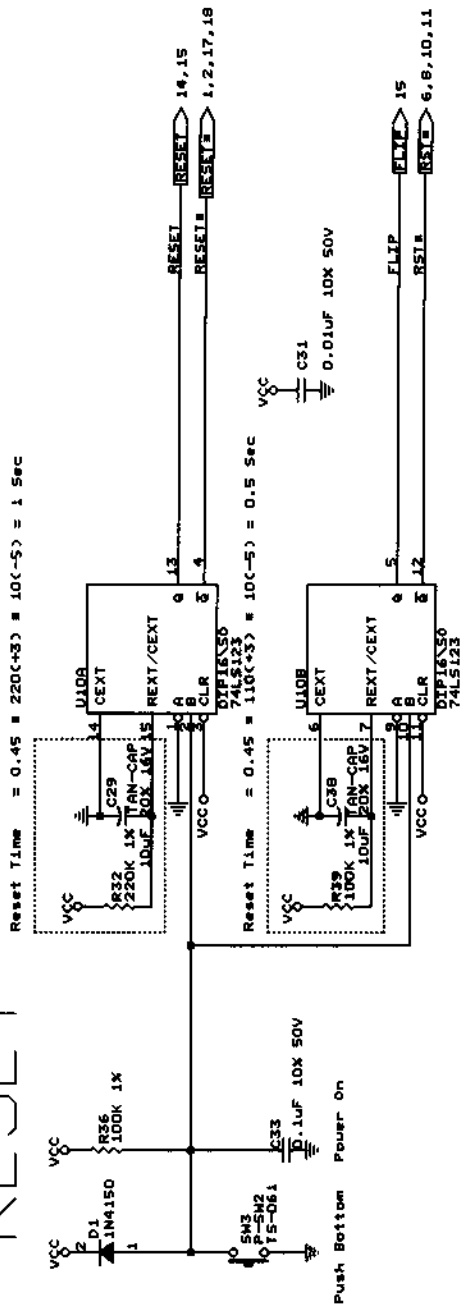 RESET
Reset Time = 0.45 * 220(+3) * 10(-5) = 1 Sec
VCC
R32
220K 1%
C29
TAN-CAP
10uF 20% 16V
U10A
14 CEXT
15 REXT/CEXT
1 A
2 B
3 CLR
Q 13
Q 4
DIP16\SO
74LS123
VCC
RESET RESET 14,15
RESET* RESET* 1,2,17,18
VCC
D1
1N4150
2
1
VCC
R36
100K 1%
SW3
P-SW2
TS-061
C33
0.1uF 10% 50V
Push Bottom Power On
Reset Time = 0.45 * 110(+3) * 10(-5) = 0.5 Sec
VCC
R39
100K 1%
C38
TAN-CAP
10uF 20% 16V
U10B
6 CEXT
7 REXT/CEXT
9 A
10 B
11 CLR
Q 5
Q 12
DIP16\SO
74LS123
VCC
VCC
C31
0.01uF 10% 50V
FLIP FLIP 15
RST* RST* 6,8,10,11